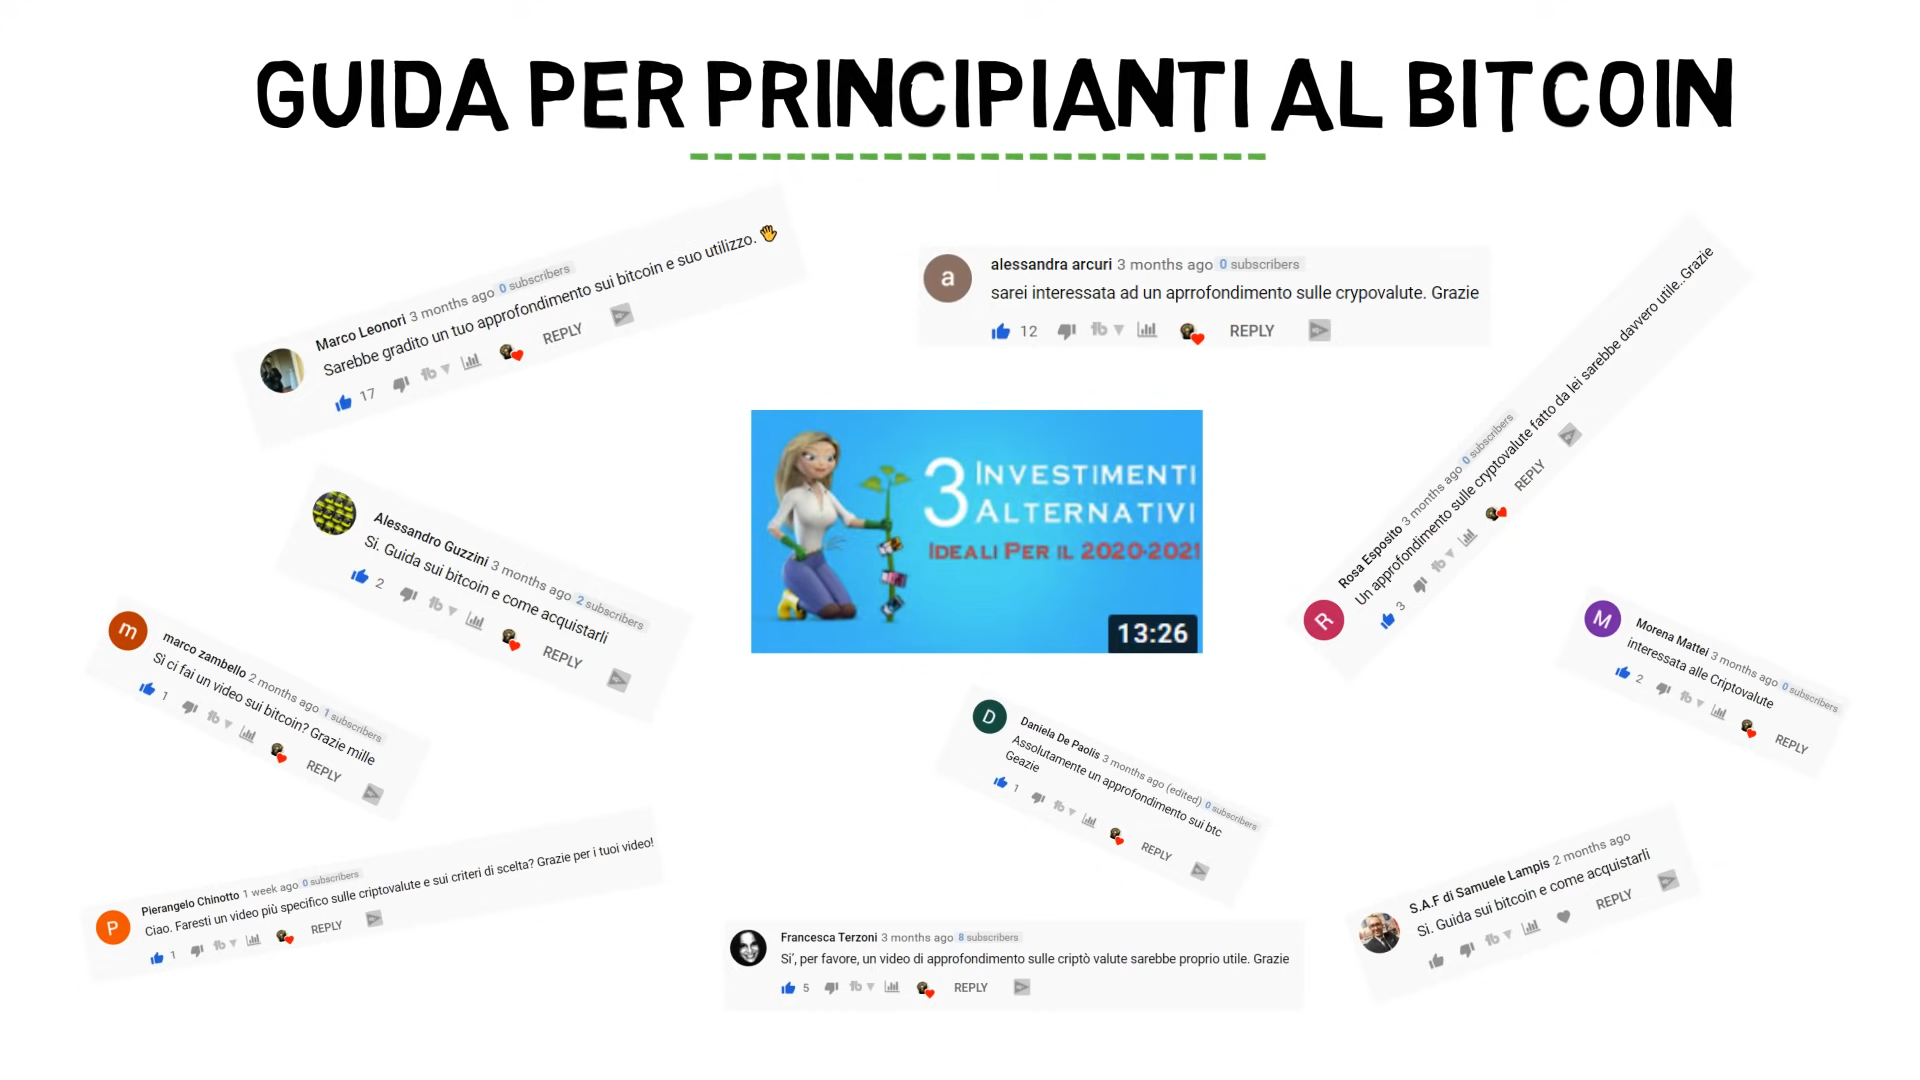 GUIDA PER PRINCIPIANTI AL BITCOIN
Marco Leonori 3 months ago 0 subscribers
Sarebbe gradito un tuo approfondimento sui bitcoin e suo utilizzo. 🤚
17 REPLY
alessandra arcuri 3 months ago 0 subscribers
sarei interessata ad un aprrofondimento sulle crypovalute. Grazie
12 REPLY
Rosa Esposito 3 months ago 0 subscribers
Un approfondimento sulle cryptovalute fatto da lei sarebbe davvero utile..Grazie
3 REPLY
3 INVESTIMENTI
ALTERNATIVI
IDEALI PER IL 2020-2021
13:26
Alessandro Guzzini 3 months ago 2 subscribers
Si. Guida sui bitcoin e come acquistarli
2 REPLY
marco zambello 2 months ago 1 subscribers
Sì ci fai un video sui bitcoin? Grazie mille
1 REPLY
Morena Mattei 3 months ago 0 subscribers
interessata alle Criptovalute
2 REPLY
Daniela De Paolis 3 months ago (edited) 0 subscribers
Assolutamente un approfondimento sui btc
Geazie
1 REPLY
Pierangelo Chinotto 1 week ago 0 subscribers
Ciao. Faresti un video più specifico sulle criptovalute e sui criteri di scelta? Grazie per i tuoi video!
1 REPLY
Francesca Terzoni 3 months ago 8 subscribers
Si', per favore, un video di approfondimento sulle criptò valute sarebbe proprio utile. Grazie
5 REPLY
S.A.F di Samuele Lampis 2 months ago
Si. Guida sui bitcoin e come acquistarli
REPLY